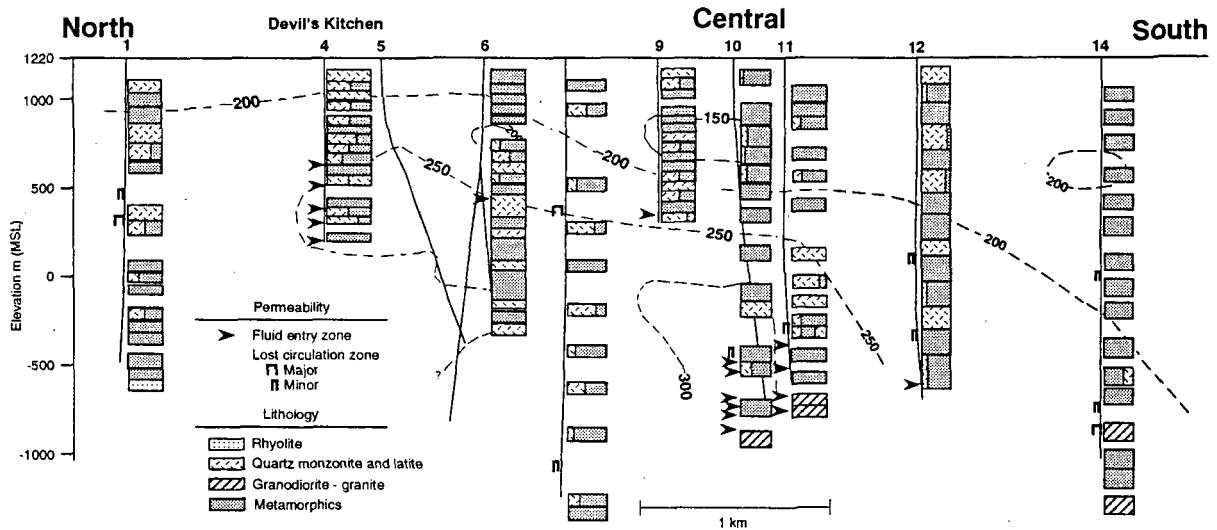 North
Devil's Kitchen
Central
South
1
4
5
6
9
10
11
12
14
1220
1000
500
0
-500
-1000
Elevation m (MSL)
200
250
200
200
250
150
200
250
300
200
200
?
Permeability
Fluid entry zone
Lost circulation zone
Major
Minor
Lithology
Rhyolite
Quartz monzonite and latite
Granodiorite - granite
Metamorphics
1 km